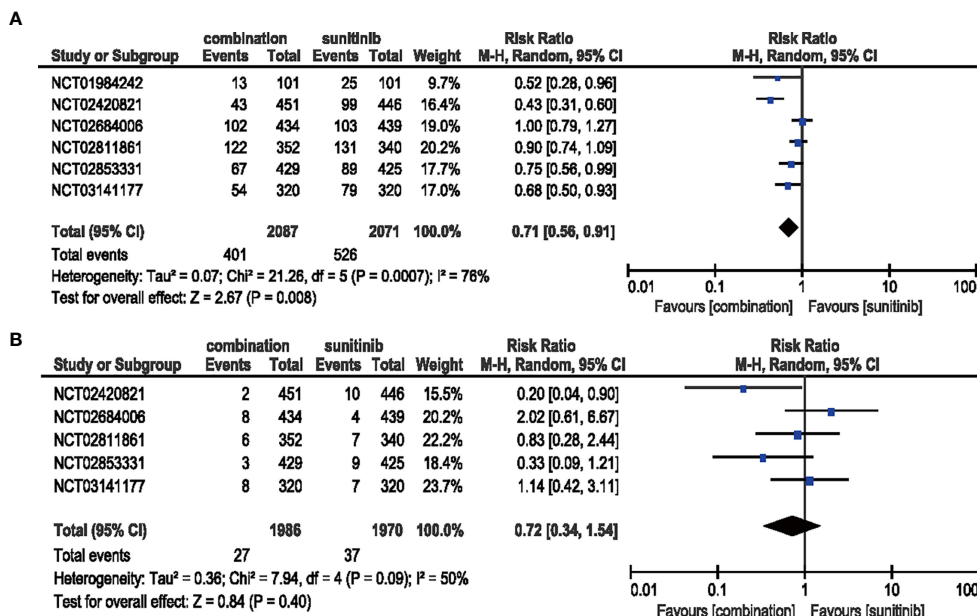 A
combination sunitinib Risk Ratio Risk Ratio
Study or Subgroup Events Total Events Total Weight M-H, Random, 95% CI M-H, Random, 95% CI
NCT01984242 13 101 25 101 9.7% 0.52 [0.28, 0.96]
NCT02420821 43 451 99 446 16.4% 0.43 [0.31, 0.60]
NCT02684006 102 434 103 439 19.0% 1.00 [0.79, 1.27]
NCT02811861 122 352 131 340 20.2% 0.90 [0.74, 1.09]
NCT02853331 67 429 89 425 17.7% 0.75 [0.56, 0.99]
NCT03141177 54 320 79 320 17.0% 0.68 [0.50, 0.93]
Total (95% CI) 2087 2071 100.0% 0.71 [0.56, 0.91]
Total events 401 526
Heterogeneity: Tau² = 0.07; Chi² = 21.26, df = 5 (P = 0.0007); I² = 76%
Test for overall effect: Z = 2.67 (P = 0.008)
0.01 0.1 1 10 100
Favours [combination] Favours [sunitinib]
B
combination sunitinib Risk Ratio Risk Ratio
Study or Subgroup Events Total Events Total Weight M-H, Random, 95% CI M-H, Random, 95% CI
NCT02420821 2 451 10 446 15.5% 0.20 [0.04, 0.90]
NCT02684006 8 434 4 439 20.2% 2.02 [0.61, 6.67]
NCT02811861 6 352 7 340 22.2% 0.83 [0.28, 2.44]
NCT02853331 3 429 9 425 18.4% 0.33 [0.09, 1.21]
NCT03141177 8 320 7 320 23.7% 1.14 [0.42, 3.11]
Total (95% CI) 1986 1970 100.0% 0.72 [0.34, 1.54]
Total events 27 37
Heterogeneity: Tau² = 0.36; Chi² = 7.94, df = 4 (P = 0.09); I² = 50%
Test for overall effect: Z = 0.84 (P = 0.40)
0.01 0.1 1 10 100
Favours [combination] Favours [sunitinib]